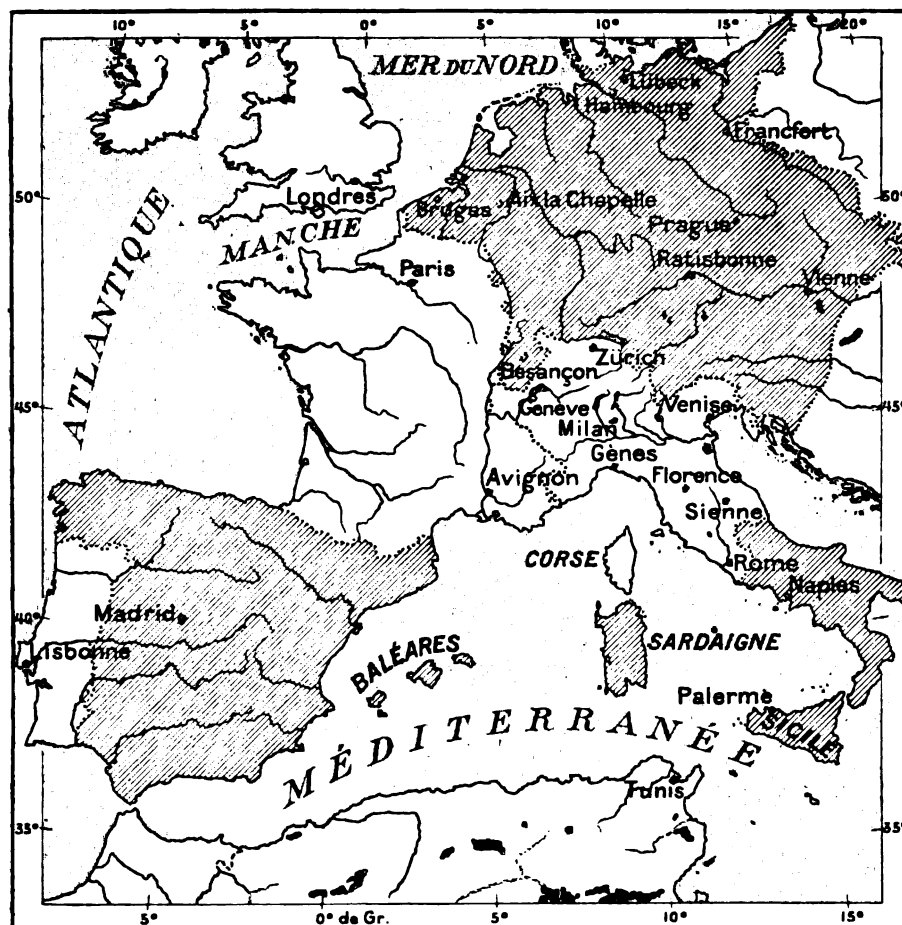 10° 5° 0° 5° 10° 15° 20°
MER DU NORD
Lübeck
Hambourg
Francfort
50°
Londres
Bruges
Aix la Chapelle
50°
MANCHE
Prague
Ratisbonne
Paris
Vienne
ATLANTIQUE
Zürich
Besançon
45°
Genève
Venise
45°
Milan
Gênes
Avignon
Florence
Sienne
CORSE
Rome
Naples
Madrid
40°
Lisbonne
BALÉARES
SARDAIGNE
Palerme
SICILE
MÉDITERRANÉE
Tunis
35°
35°
5° 0° de Gr. 5° 10° 15°